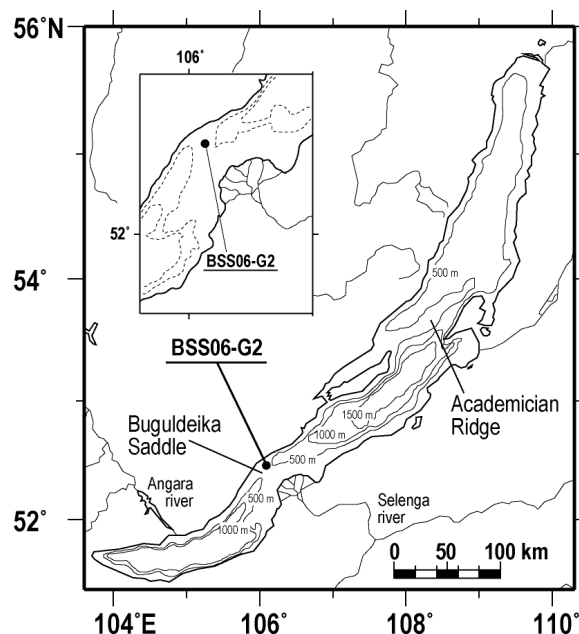 56˚N
106˚
52˚
BSS06-G2
54˚
500 m
BSS06-G2
Academician
Ridge
1500 m
1000 m
500 m
Buguldeika
Saddle
Angara
river
500 m
1000 m
Selenga
river
52˚
0 50 100 km
104˚E 106˚ 108˚ 110˚